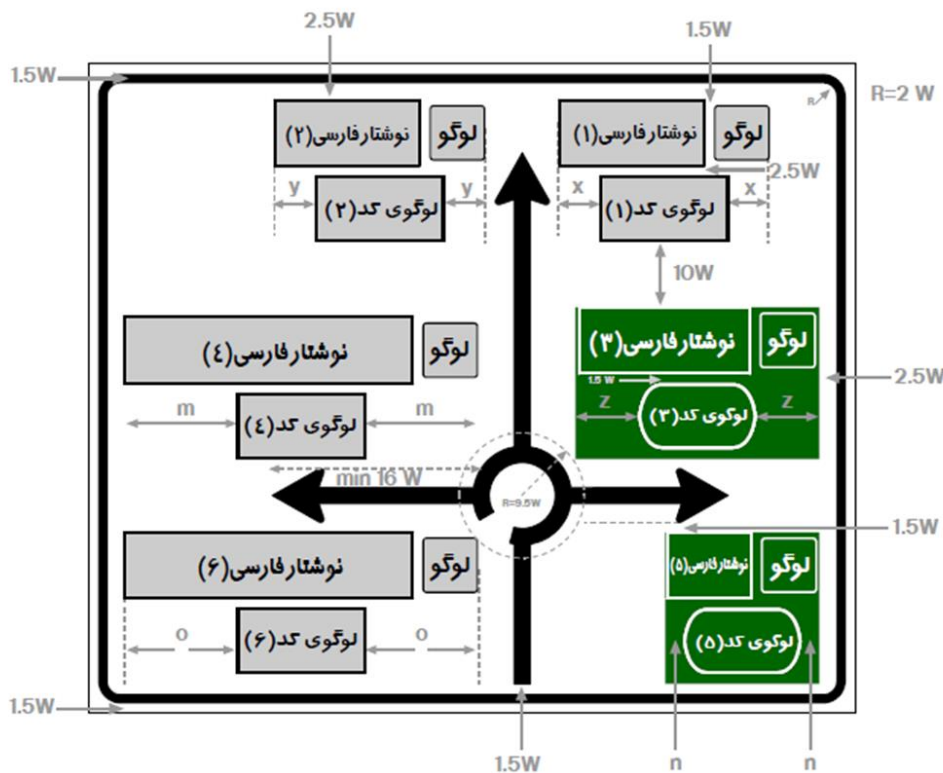 2.5W
1.5W
1.5W
R=2 W
R
نوشتار فارسی(۲)
لوگو
نوشتار فارسی(۱)
لوگو
2.5W
y
y
x
x
لوگوی کد(۲)
لوگوی کد(۱)
10W
نوشتار فارسی(٤)
لوگو
نوشتار فارسی(۳)
لوگو
1.5 W
2.5W
m
m
z
z
لوگوی کد(٤)
لوگوی کد(۳)
min 16 W
R=9.5W
1.5W
نوشتار فارسی(۶)
لوگو
نوشتار فارسی(۵)
لوگو
o
o
لوگوی کد(۶)
لوگوی کد(۵)
1.5W
1.5W
n
n